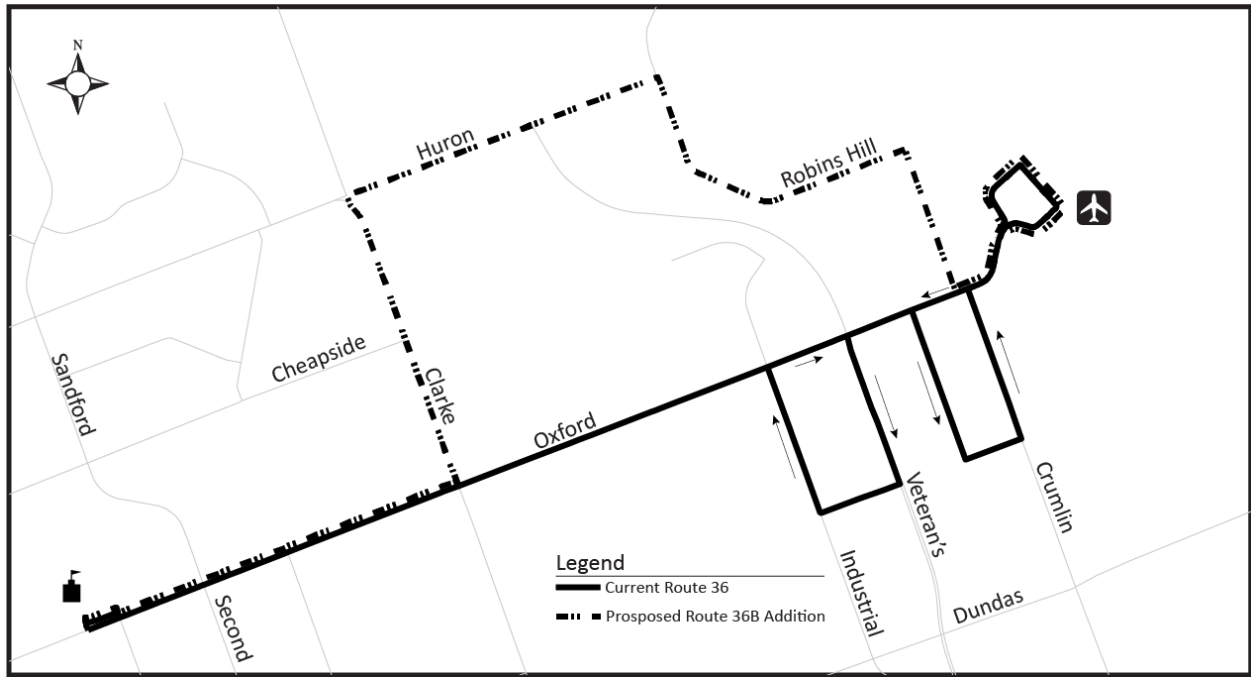 N
Huron
Robins Hill
Sandford
Cheapside
Clarke
Oxford
Second
Veteran's
Crumlin
Industrial
Dundas
Legend
Current Route 36
Prosposed Route 36B Addition